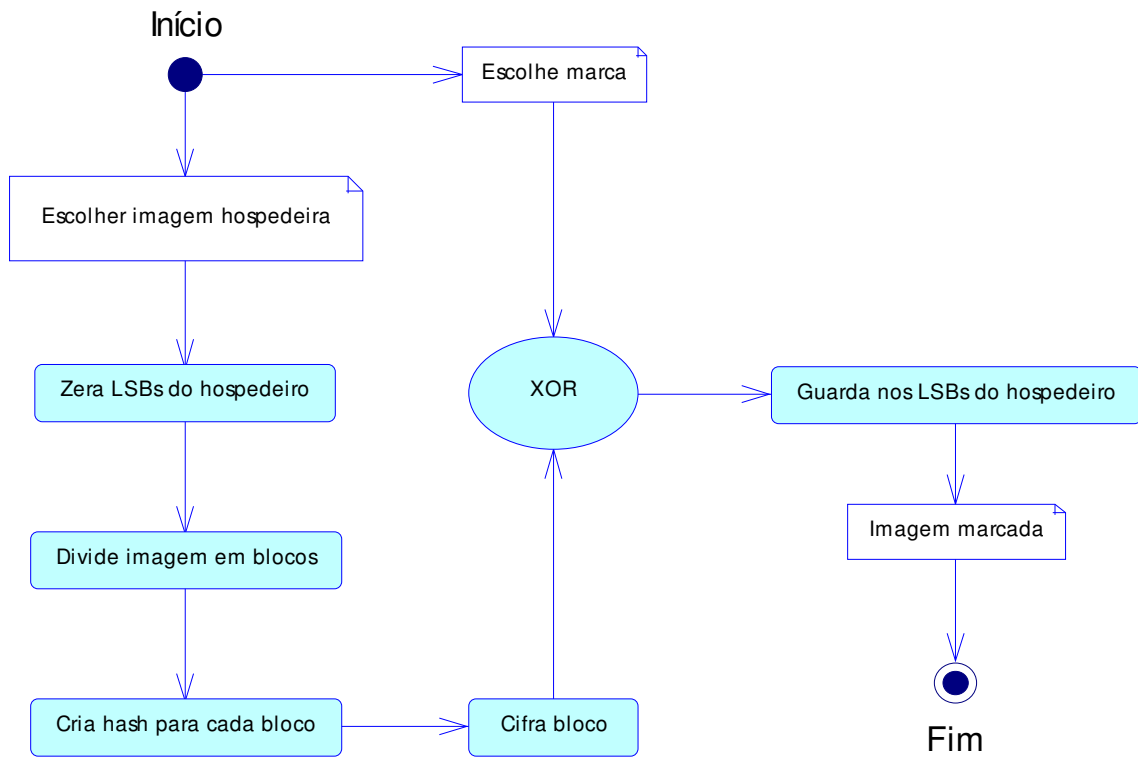 Início
Escolhe marca
Escolher imagem hospedeira
Zera LSBs do hospedeiro
XOR
Guarda nos LSBs do hospedeiro
Divide imagem em blocos
Imagem marcada
Cria hash para cada bloco
Cifra bloco
Fim